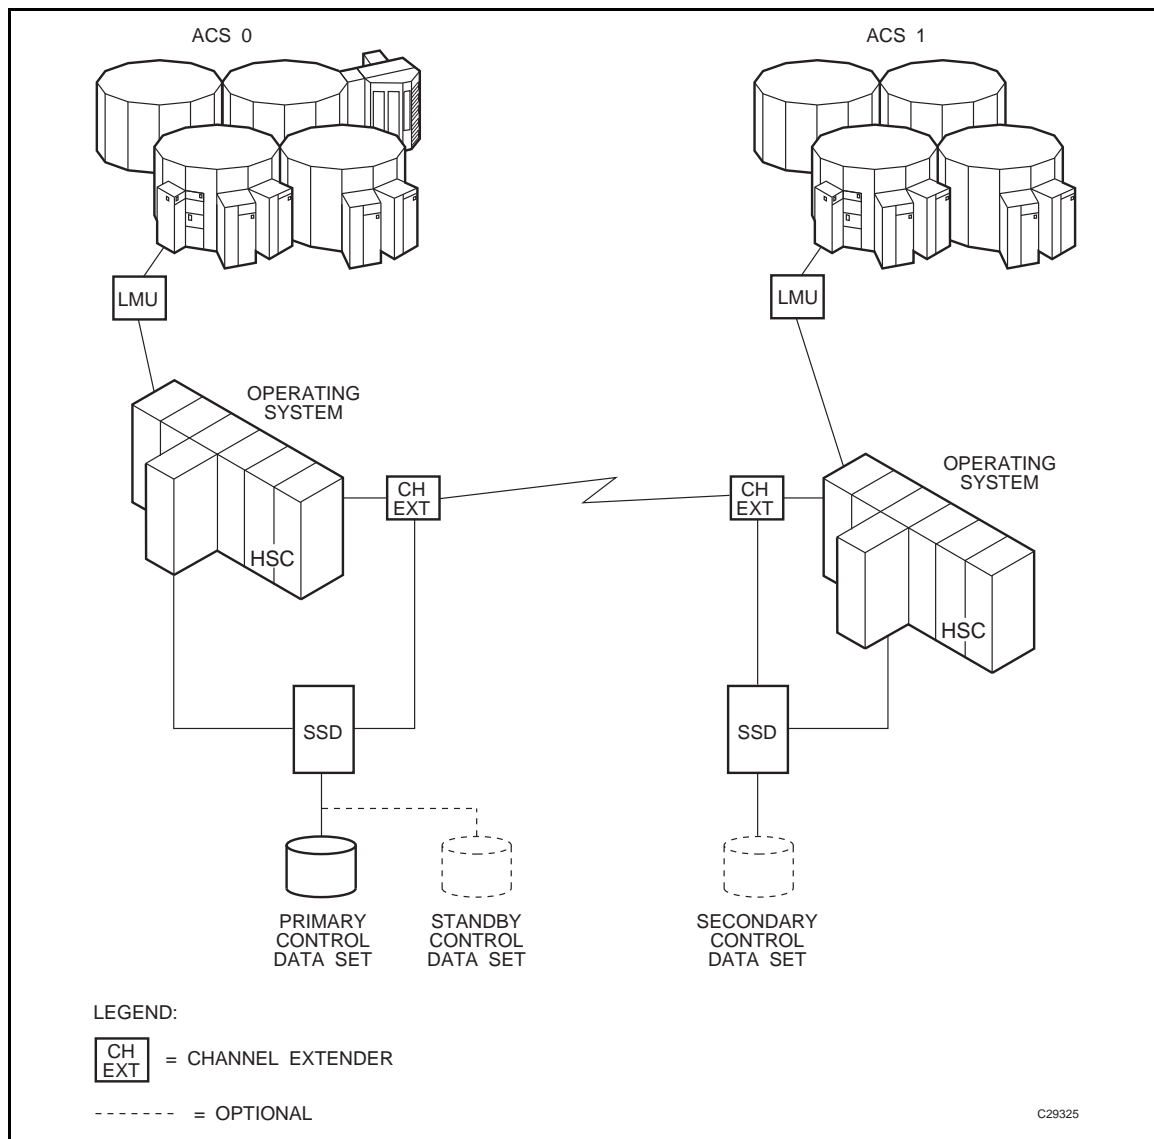 ACS 0
ACS 1
LMU
LMU
OPERATING
SYSTEM
OPERATING
SYSTEM
CH
EXT
CH
EXT
HSC
HSC
SSD
SSD
PRIMARY
CONTROL
DATA SET
STANDBY
CONTROL
DATA SET
SECONDARY
CONTROL
DATA SET
LEGEND:
CH
EXT
= CHANNEL EXTENDER
= OPTIONAL
C29325